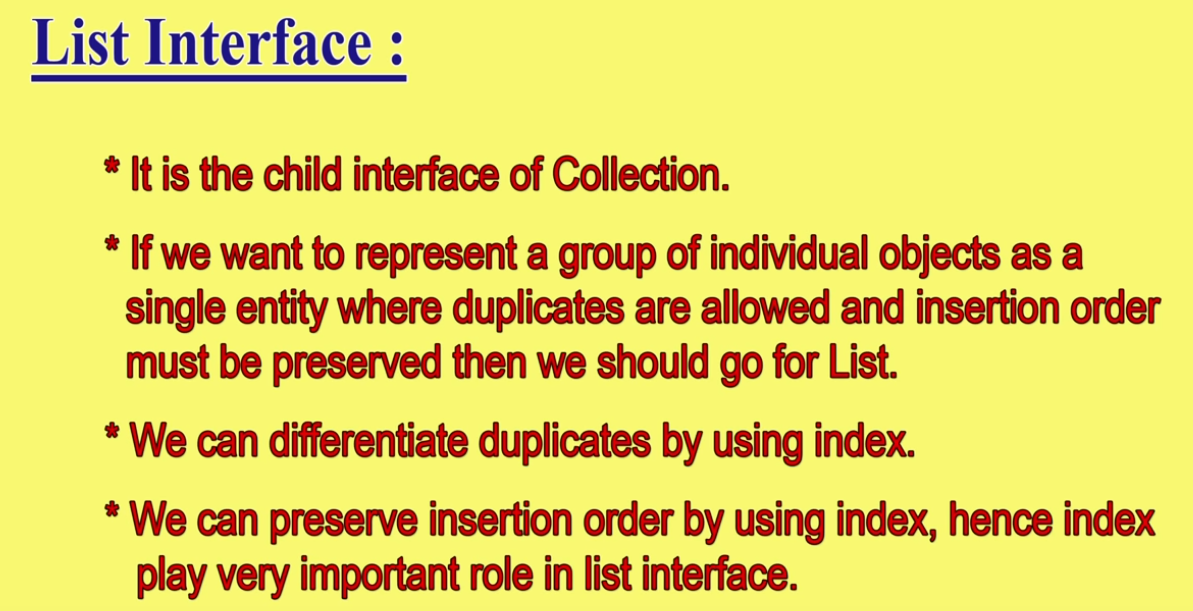 List Interface :
* It is the child interface of Collection.
* If we want to represent a group of individual objects as a
single entity where duplicates are allowed and insertion order
must be preserved then we should go for List.
* We can differentiate duplicates by using index.
* We can preserve insertion order by using index, hence index
play very important role in list interface.